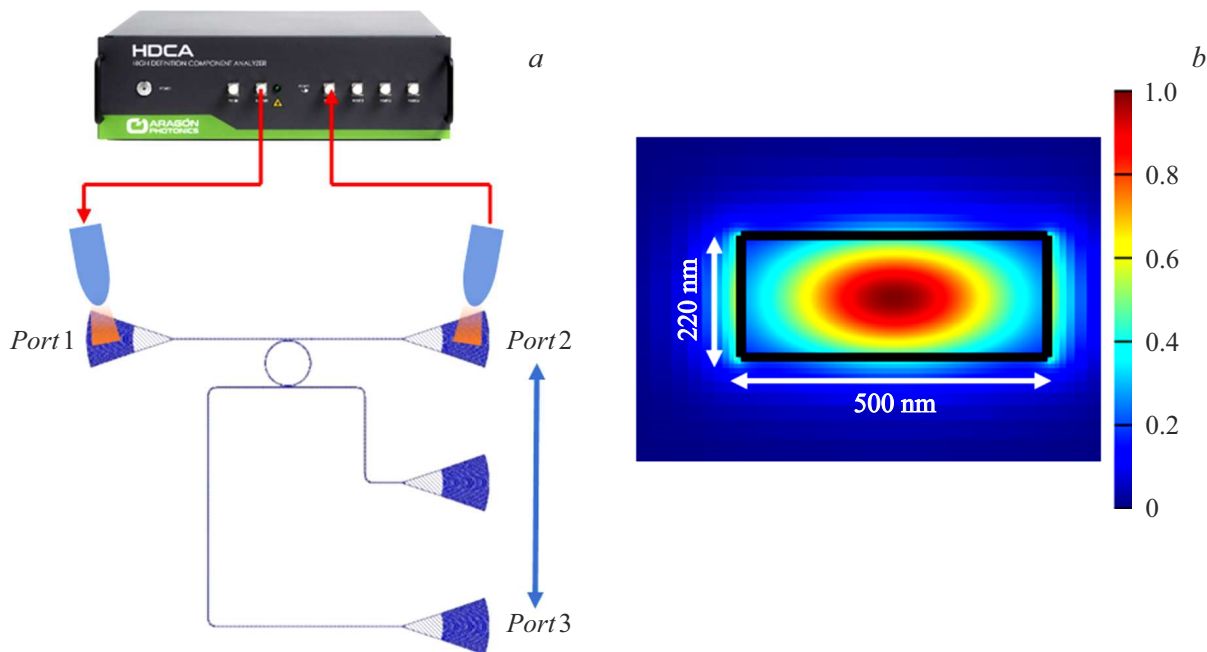 HDCA
HIGH DEFINITION COMPONENT ANALYZER
ARAGÓN
PHOTONICS
a
Port 1
Port 2
Port 3
b
220 nm
500 nm
1.0
0.8
0.6
0.4
0.2
0